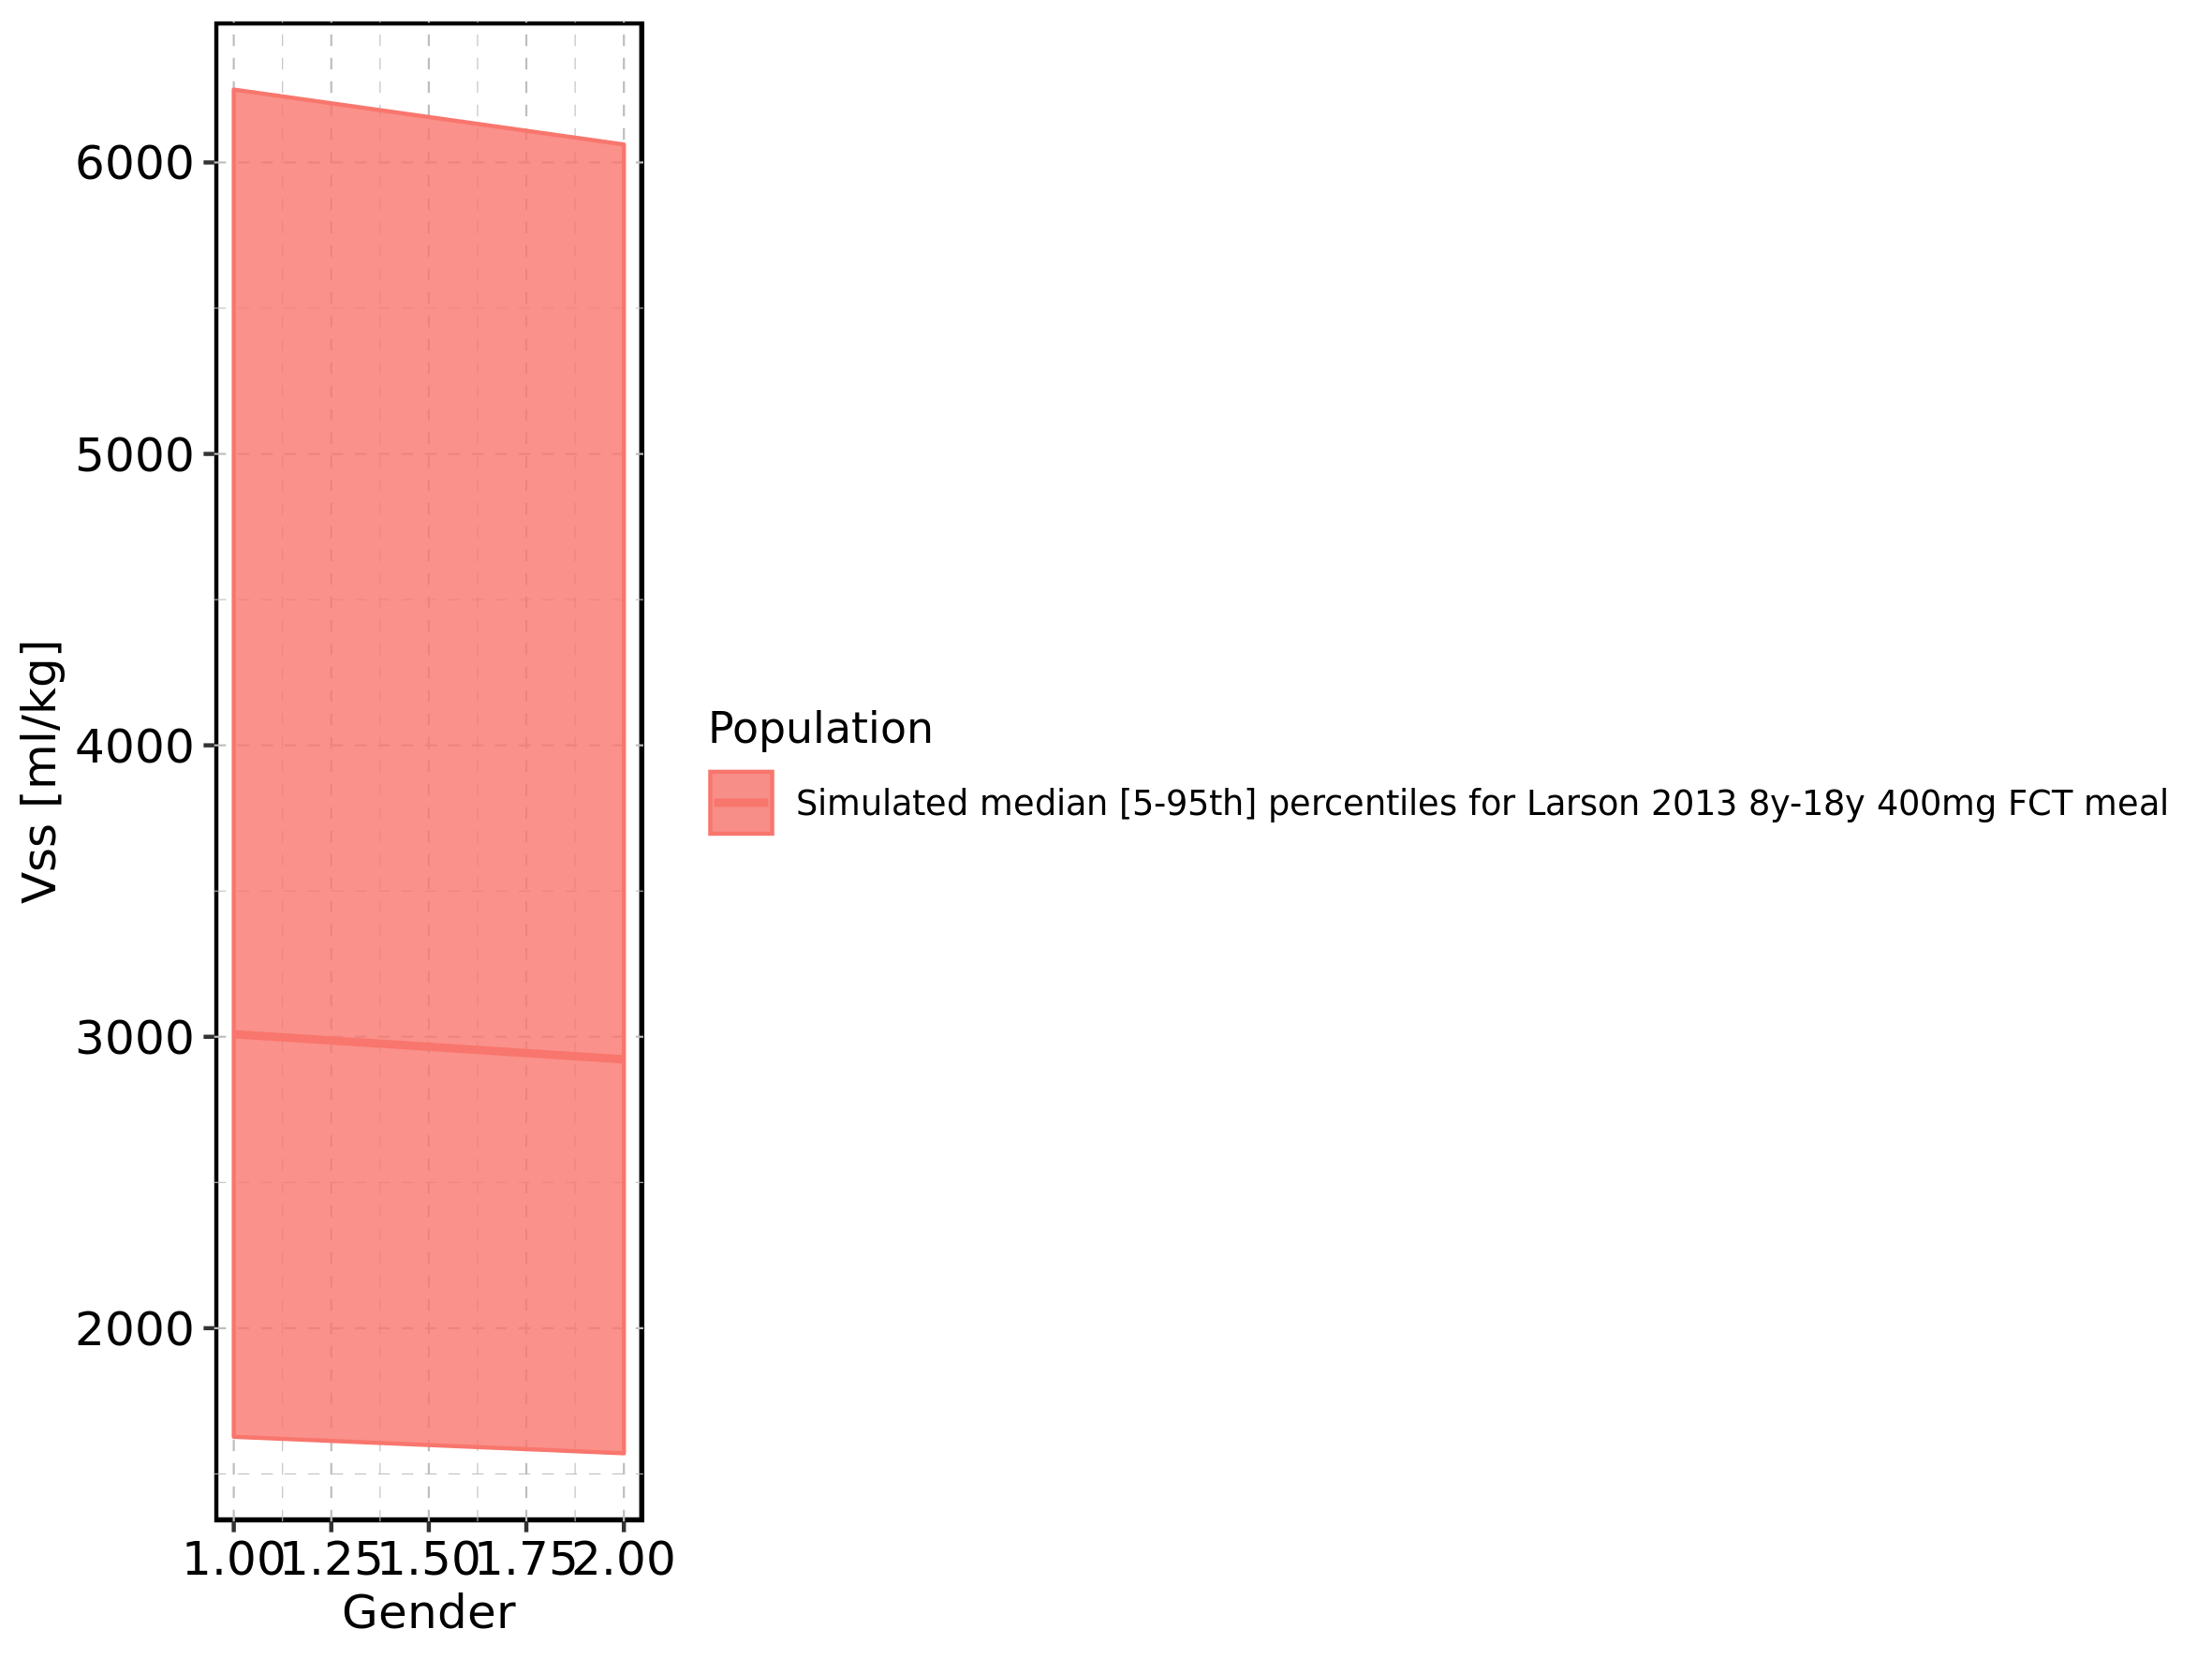 6000
5000
4000
3000
2000
Vss [ml/kg]
1.00 1.25 1.50 1.75 2.00
Gender
Population
Simulated median [5-95th] percentiles for Larson 2013 8y-18y 400mg FCT meal